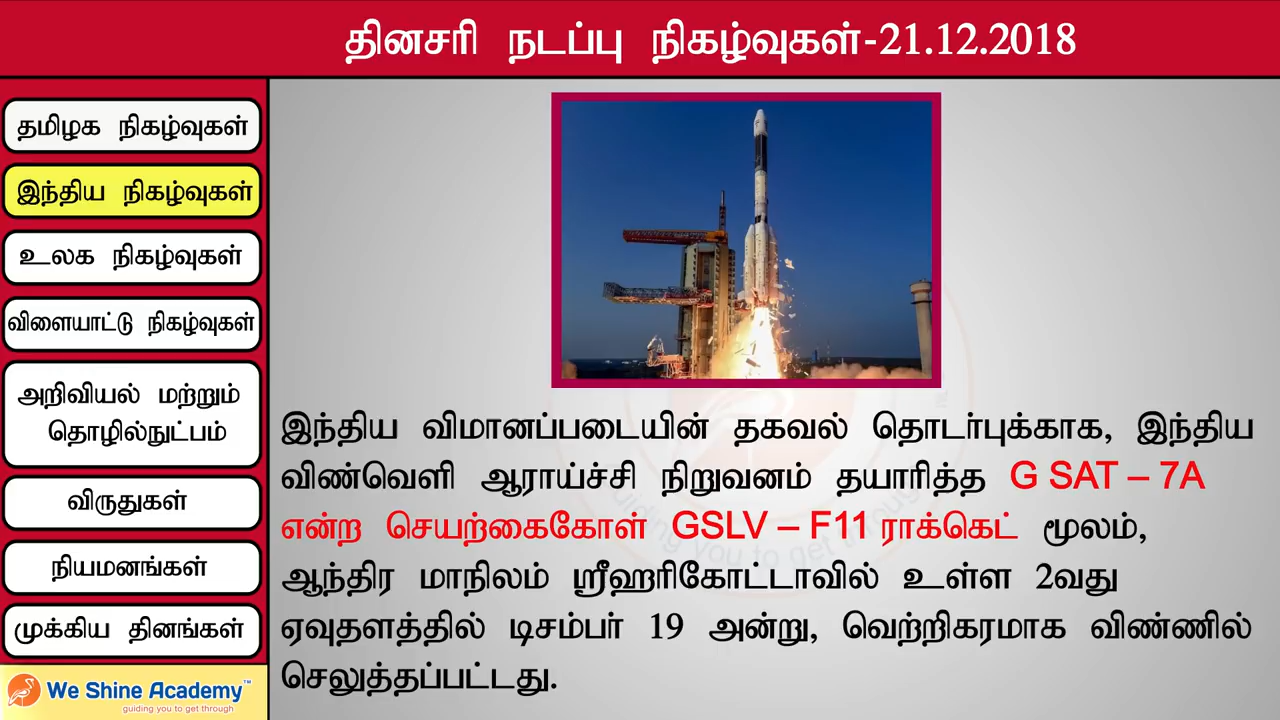 தினசரி நடப்பு நிகழ்வுகள்-21.12.2018
தமிழக நிகழ்வுகள்
இந்திய நிகழ்வுகள்
உலக நிகழ்வுகள்
விளையாட்டு நிகழ்வுகள்
அறிவியல் மற்றும்
தொழில்நுட்பம்
விருதுகள்
நியமனங்கள்
முக்கிய தினங்கள்
We Shine Academy™
guiding you to get through
இந்திய விமானப்படையின் தகவல் தொடர்புக்காக, இந்திய
விண்வெளி ஆராய்ச்சி நிறுவனம் தயாரித்த G SAT – 7A
என்ற செயற்கைகோள் GSLV – F11 ராக்கெட் மூலம்,
ஆந்திர மாநிலம் ஸ்ரீஹரிகோட்டாவில் உள்ள 2வது
ஏவுதளத்தில் டிசம்பர் 19 அன்று, வெற்றிகரமாக விண்ணில்
செலுத்தப்பட்டது.